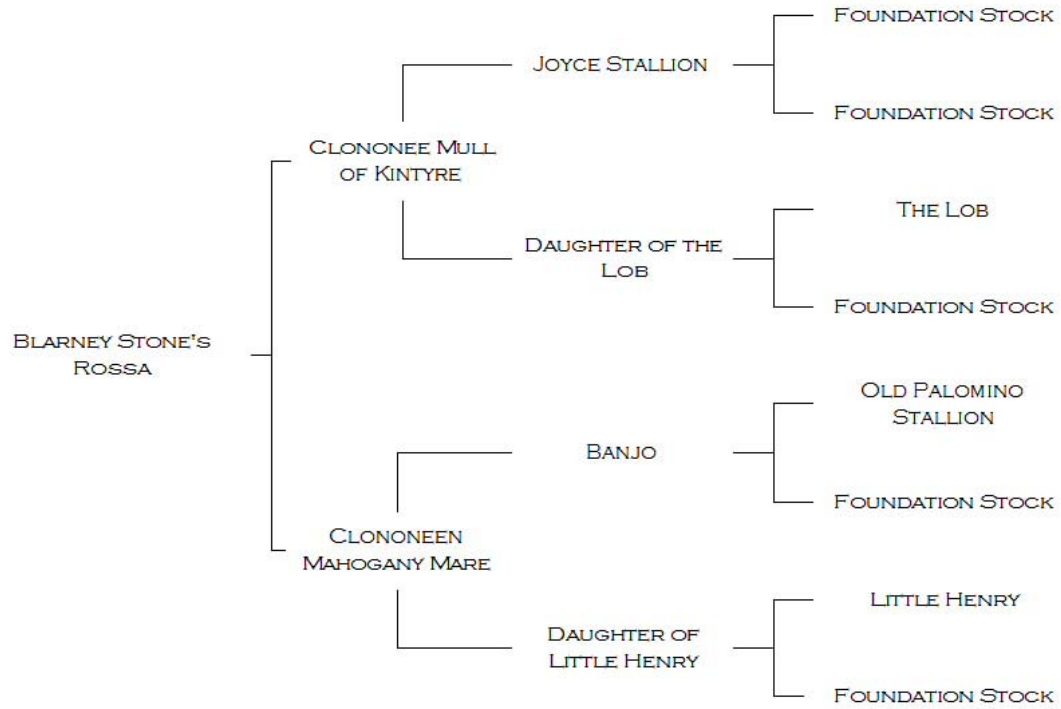 Foundation Stock
Joyce Stallion
Foundation Stock
Clononee Mull
of Kintyre
The Lob
Daughter of the
Lob
Foundation Stock
Blarney Stone's
Rossa
Old Palomino
Stallion
Banjo
Foundation Stock
Clononeen
Mahogany Mare
Little Henry
Daughter of
Little Henry
Foundation Stock